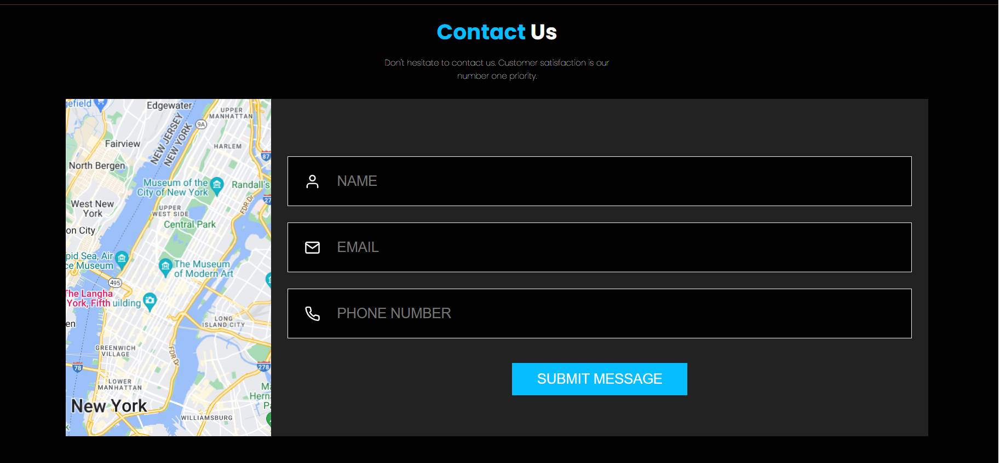 Contact Us
Don't hesitate to contact us. Customer satisfaction is our
number one priority.
gefield
Edgewater
UPPER
MANHATTAN
NEW JERSEY
NEW YORK
9A
Fairview
HARLEM
87
North Bergen
Museum of the
City of New York
Randall's
27
West New
York
UPPER
WEST SIDE
FDR Dr
Central Park
on City
pid Sea, Air
ce Museum
The Museum
of Modern Art
495
The Langha
York, Fifth
uilding
en
LONG
ISLAND CITY
GREENWICH
VILLAGE
FDR Dr
78
278
LOWER
MANHATTAN
Ma
Herna
Pa
New York
WILLIAMSBURG
k
NAME
EMAIL
PHONE NUMBER
SUBMIT MESSAGE